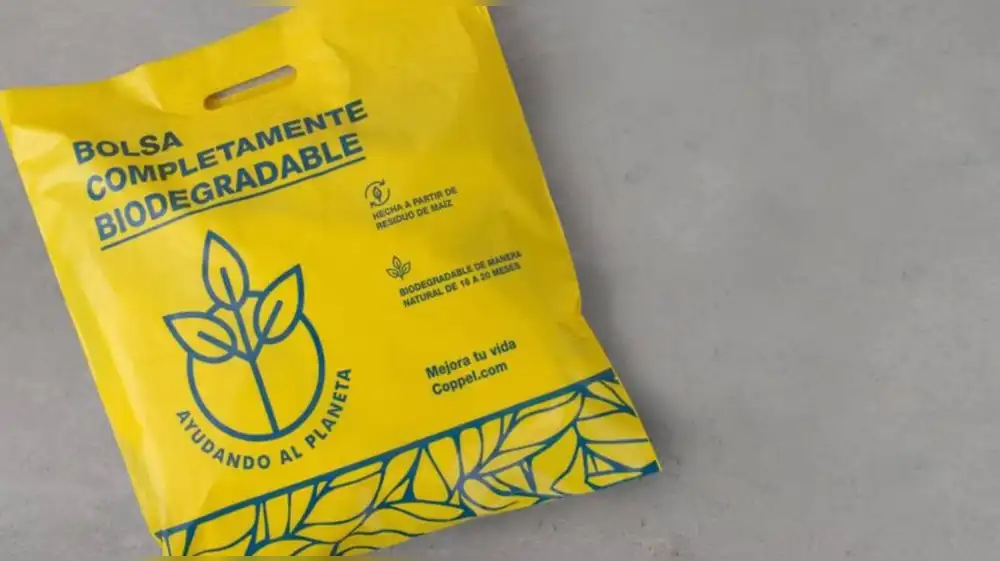 BOLSA
COMPLETAMENTE
BIODEGRADABLE
HECHA A PARTIR DE
RESIDUO DE MAÍZ
BIODEGRADABLE DE MANERA
NATURAL DE 18 A 20 MESES
Mejora tu vida
Coppel.com
AYUDANDO AL PLANETA